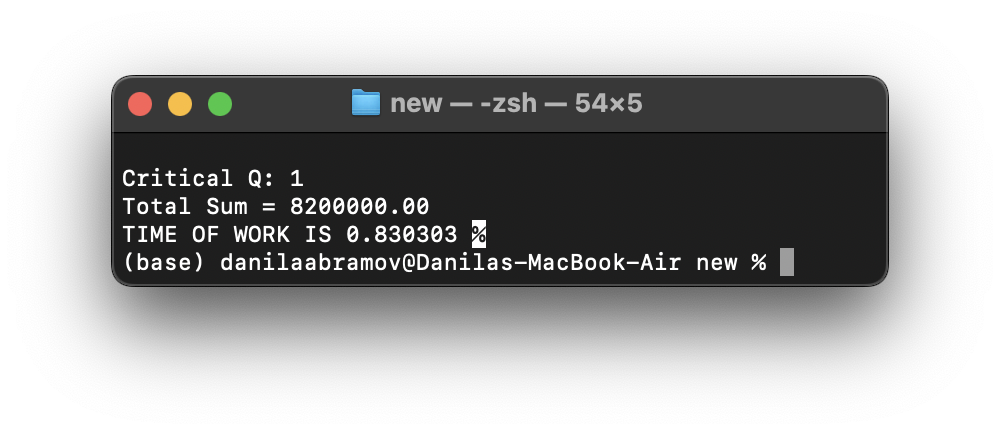 new — -zsh — 54×5
Critical Q: 1
Total Sum = 8200000.00
TIME OF WORK IS 0.830303 %
(base) danilaabramov@Danilas-MacBook-Air new %